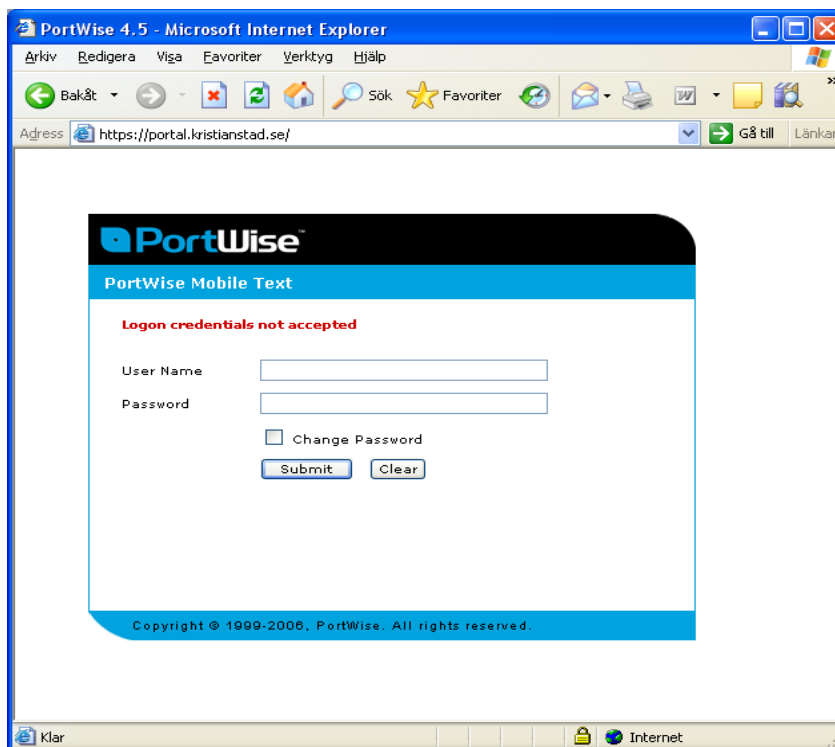 PortWise 4.5 - Microsoft Internet Explorer
Arkiv Redigera Visa Favoriter Verktyg Hjälp
Bakåt Sök Favoriter
Adress https://portal.kristianstad.se/ Gå till Länkar
PortWise™
PortWise Mobile Text
Logon credentials not accepted
User Name
Password
Change Password
Submit Clear
Copyright © 1999-2006, PortWise. All rights reserved.
Klar Internet